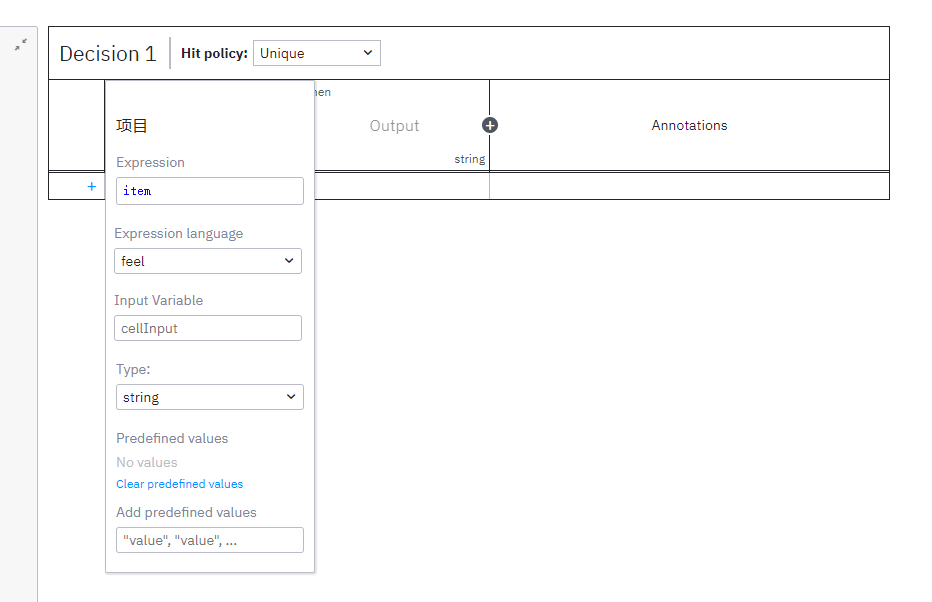 Decision 1
Hit policy:
Unique
Output
Annotations
string
+
项目
Expression
item
Expression language
feel
Input Variable
cellInput
Type:
string
Predefined values
No values
Clear predefined values
Add predefined values
"value", "value", ...